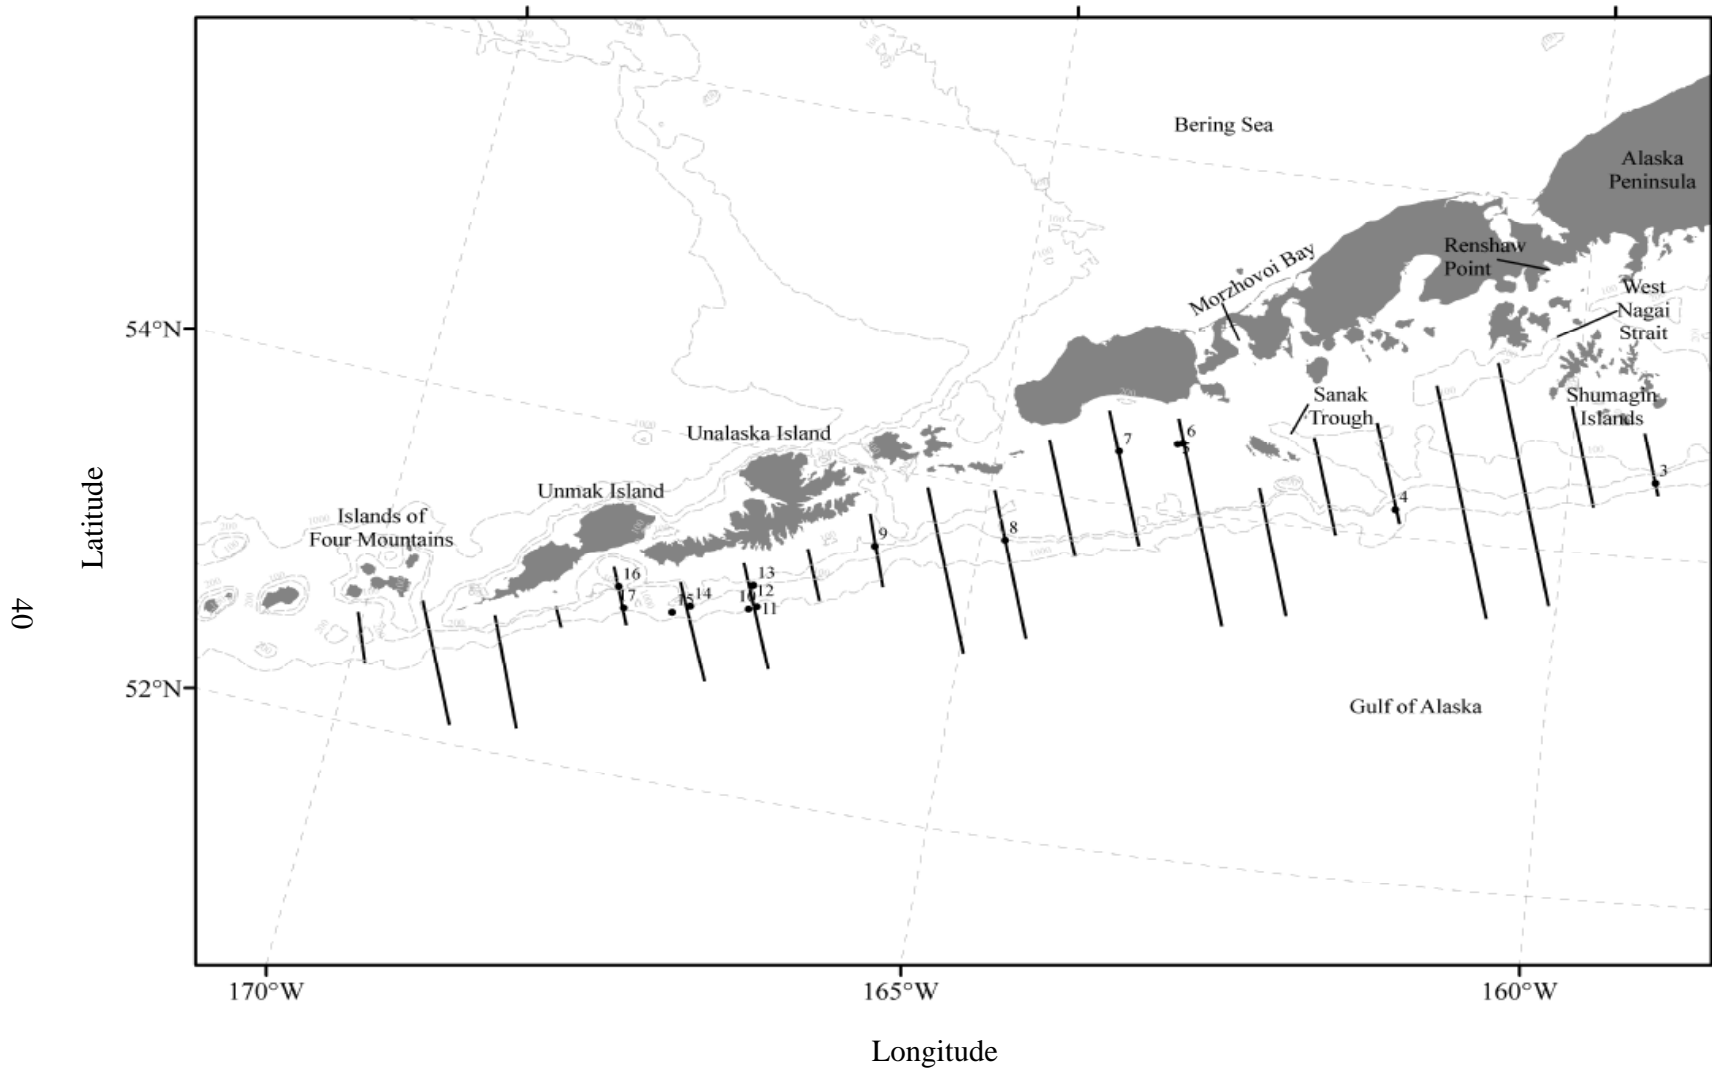 Bering Sea
Alaska
Peninsula
Renshaw
Point
Morzhovoi Bay
West
Nagai
Strait
54°N
Sanak
Trough
Shumagin
Islands
Unalaska Island
7
6
5
3
Unmak Island
4
Islands of
Four Mountains
8
9
16
13
12
14
15
17
10
11
Latitude
40
52°N
Gulf of Alaska
170°W
165°W
160°W
Longitude